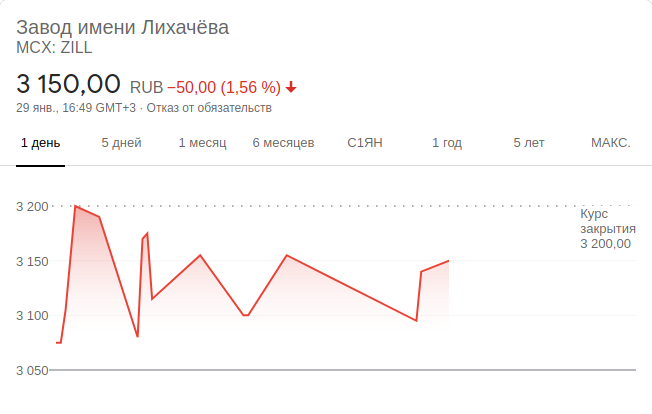 Завод имени Лихачёва
MCX: ZILL
3 150,00 RUB −50,00 (1,56 %)
29 янв., 16:49 GMT+3 · Отказ от обязательств
1 день 5 дней 1 месяц 6 месяцев С1ЯН 1 год 5 лет МАКС.
3 200
Курс
закрытия
3 200,00
3 150
3 100
3 050